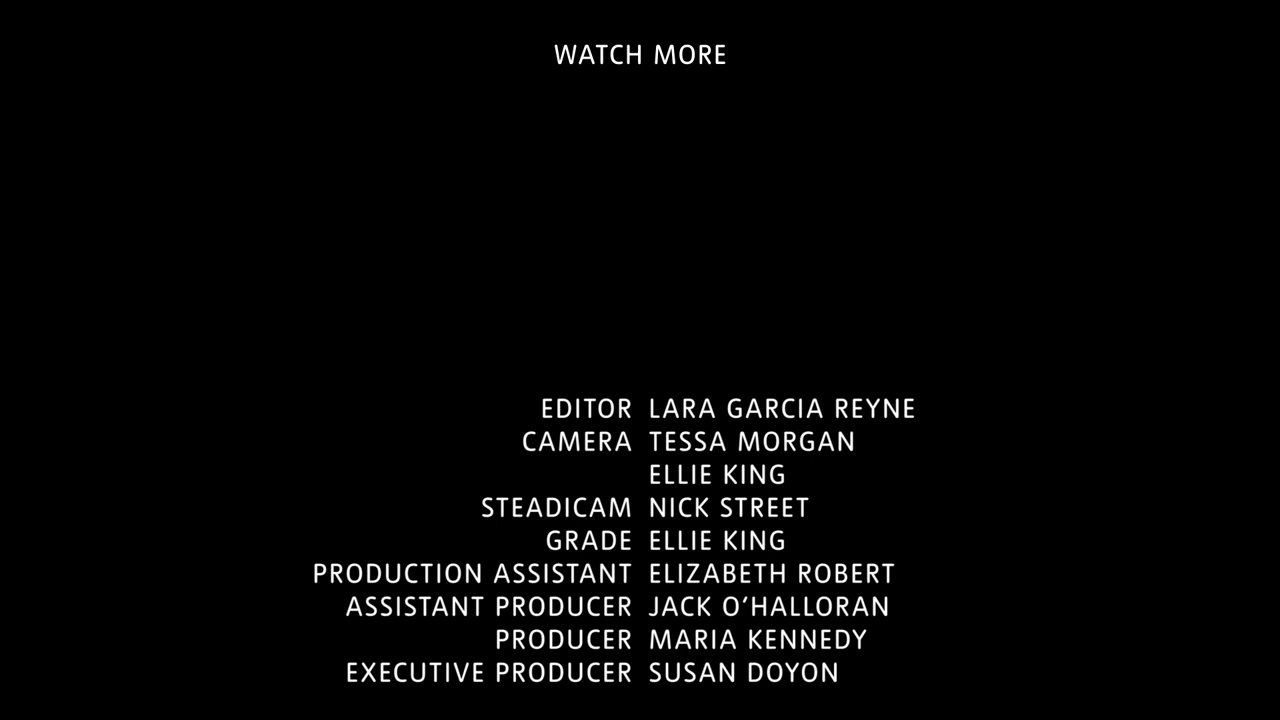 WATCH MORE
EDITOR LARA GARCIA REYNE
CAMERA TESSA MORGAN
ELLIE KING
STEADICAM NICK STREET
GRADE ELLIE KING
PRODUCTION ASSISTANT ELIZABETH ROBERT
ASSISTANT PRODUCER JACK O’HALLORAN
PRODUCER MARIA KENNEDY
EXECUTIVE PRODUCER SUSAN DOYON